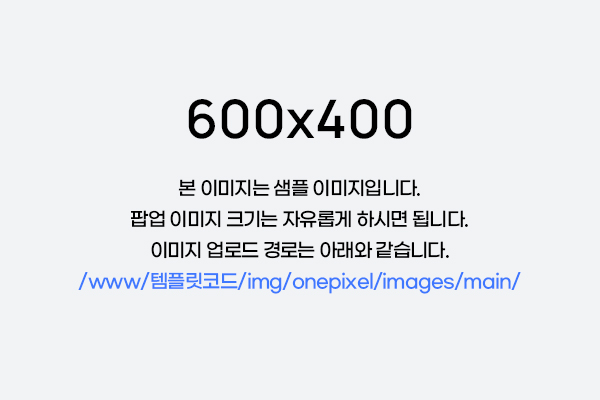 600x400
본 이미지는 샘플 이미지입니다.
팝업 이미지 크기는 자유롭게 하시면 됩니다.
이미지 업로드 경로는 아래와 같습니다.
/www/템플릿코드/img/onepixel/images/main/